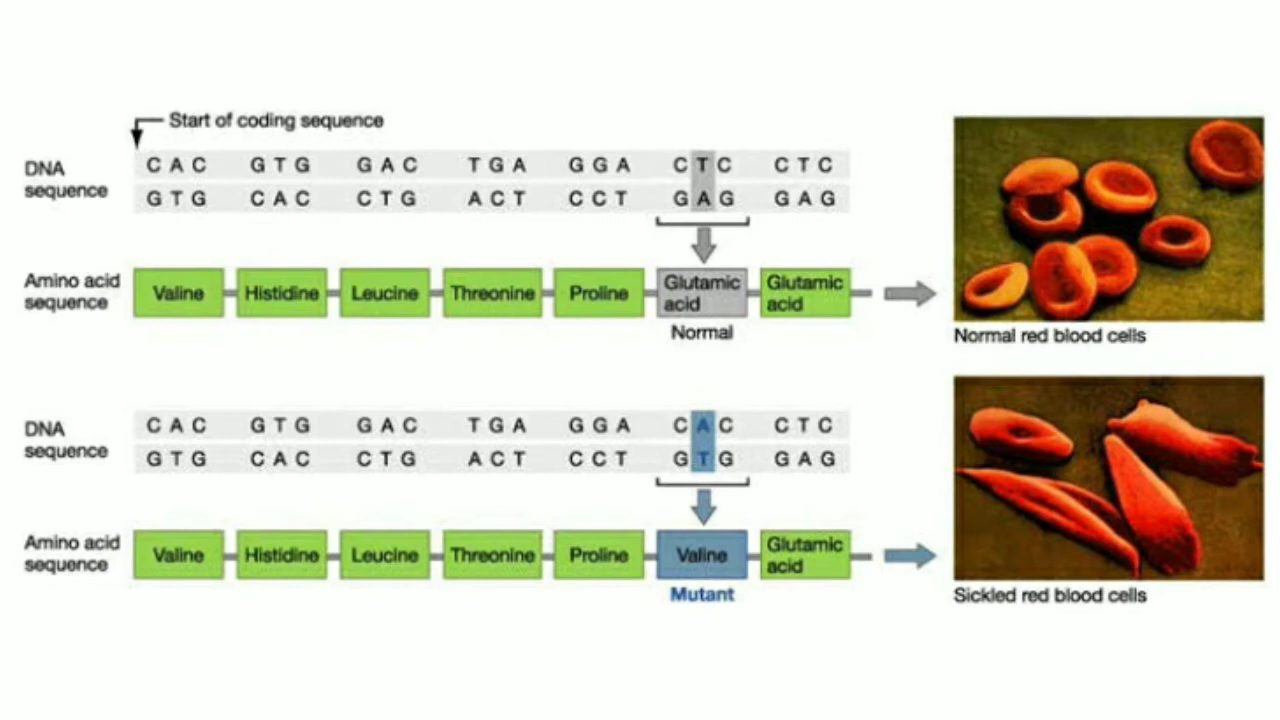 Start of coding sequence
DNA
sequence
CAC GTG GAC TGA GGA CTC CTC
GTG CAC CTG ACT CCT GAG GAG
Amino acid
sequence
Valine Histidine Leucine Threonine Proline Glutamic acid Glutamic acid
Normal
Normal red blood cells
DNA
sequence
CAC GTG GAC TGA GGA CAC CTC
GTG CAC CTG ACT CCT GTG GAG
Amino acid
sequence
Valine Histidine Leucine Threonine Proline Valine Glutamic acid
Mutant
Sickled red blood cells